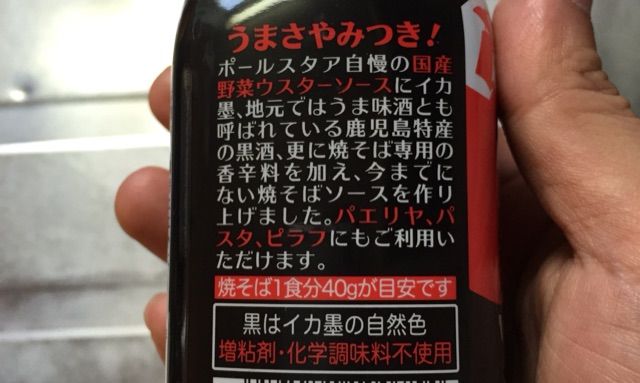 うまさやみつき!
ポールスタア自慢の国産
野菜ウスターソースにイカ
墨、地元ではうま味酒とも
呼ばれている鹿児島特産
の黒酒、更に焼そば専用の
香辛料を加え、今までに
ない焼そばソースを作り
上げました。パエリヤ、パ
スタ、ピラフにもご利用い
ただけます。
焼そば1食分40gが目安です
黒はイカ墨の自然色
増粘剤・化学調味料不使用